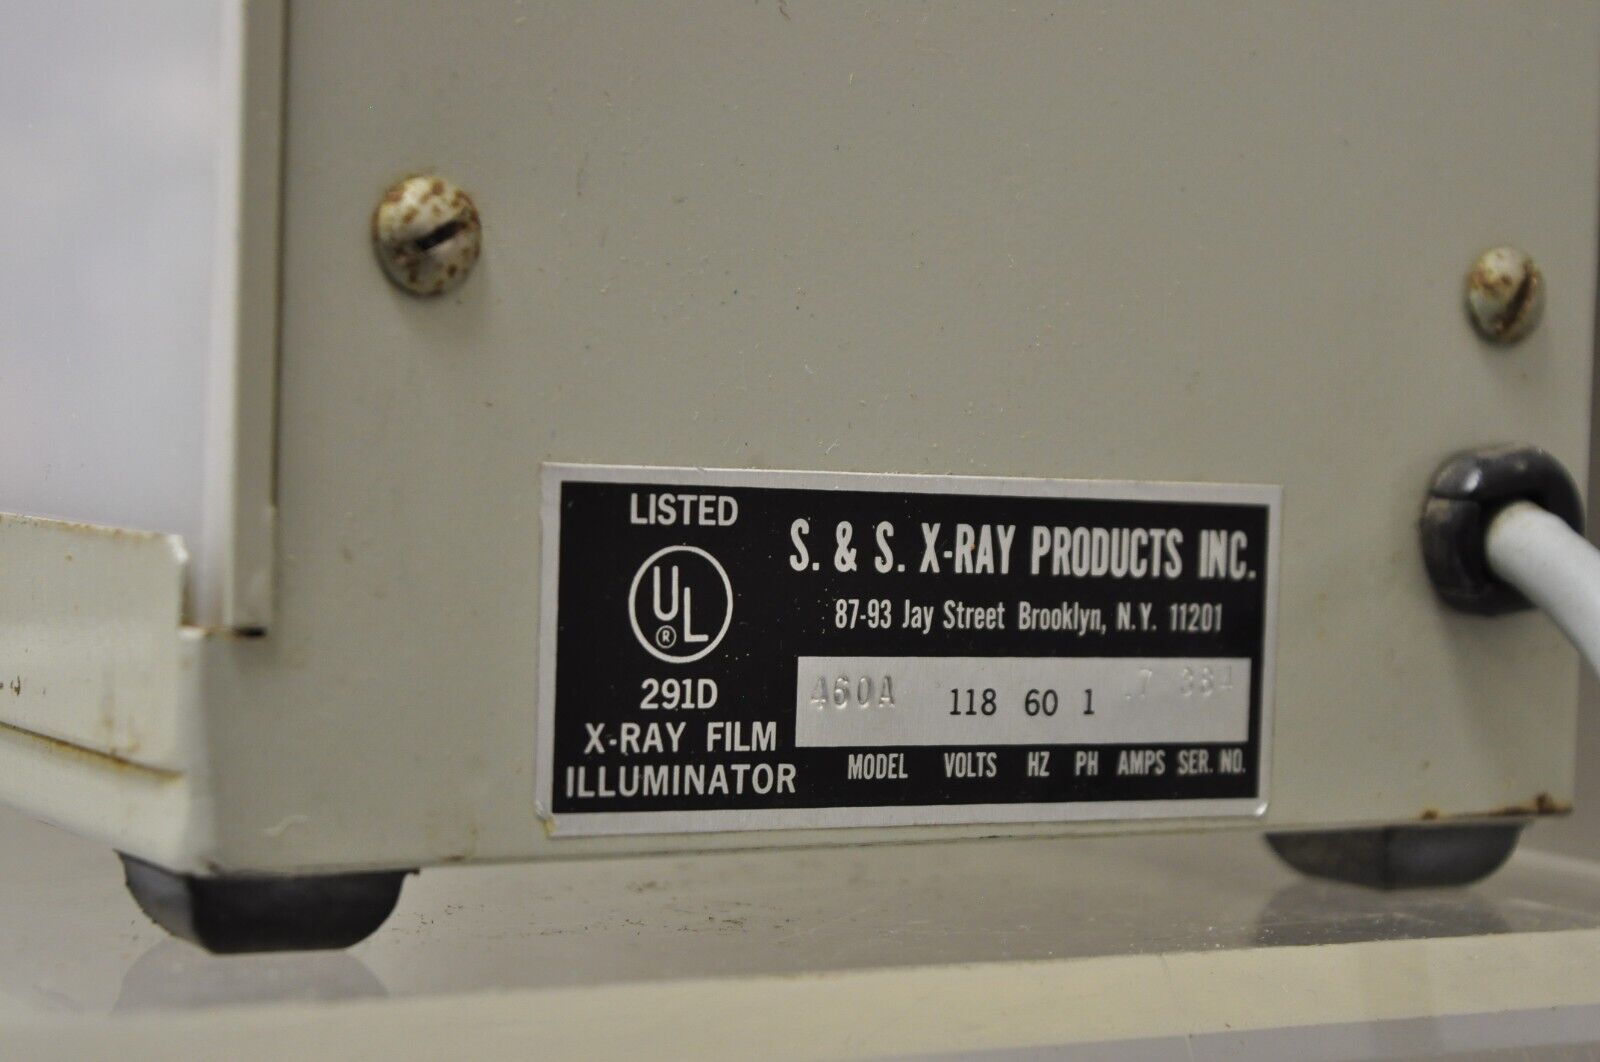 LISTED
UL
®
291D
X-RAY FILM
ILLUMINATOR
S. & S. X-RAY PRODUCTS INC.
87-93 Jay Street Brooklyn, N.Y. 11201
460A 118 60 1 .7
MODEL VOLTS HZ PH AMPS SER. NO.